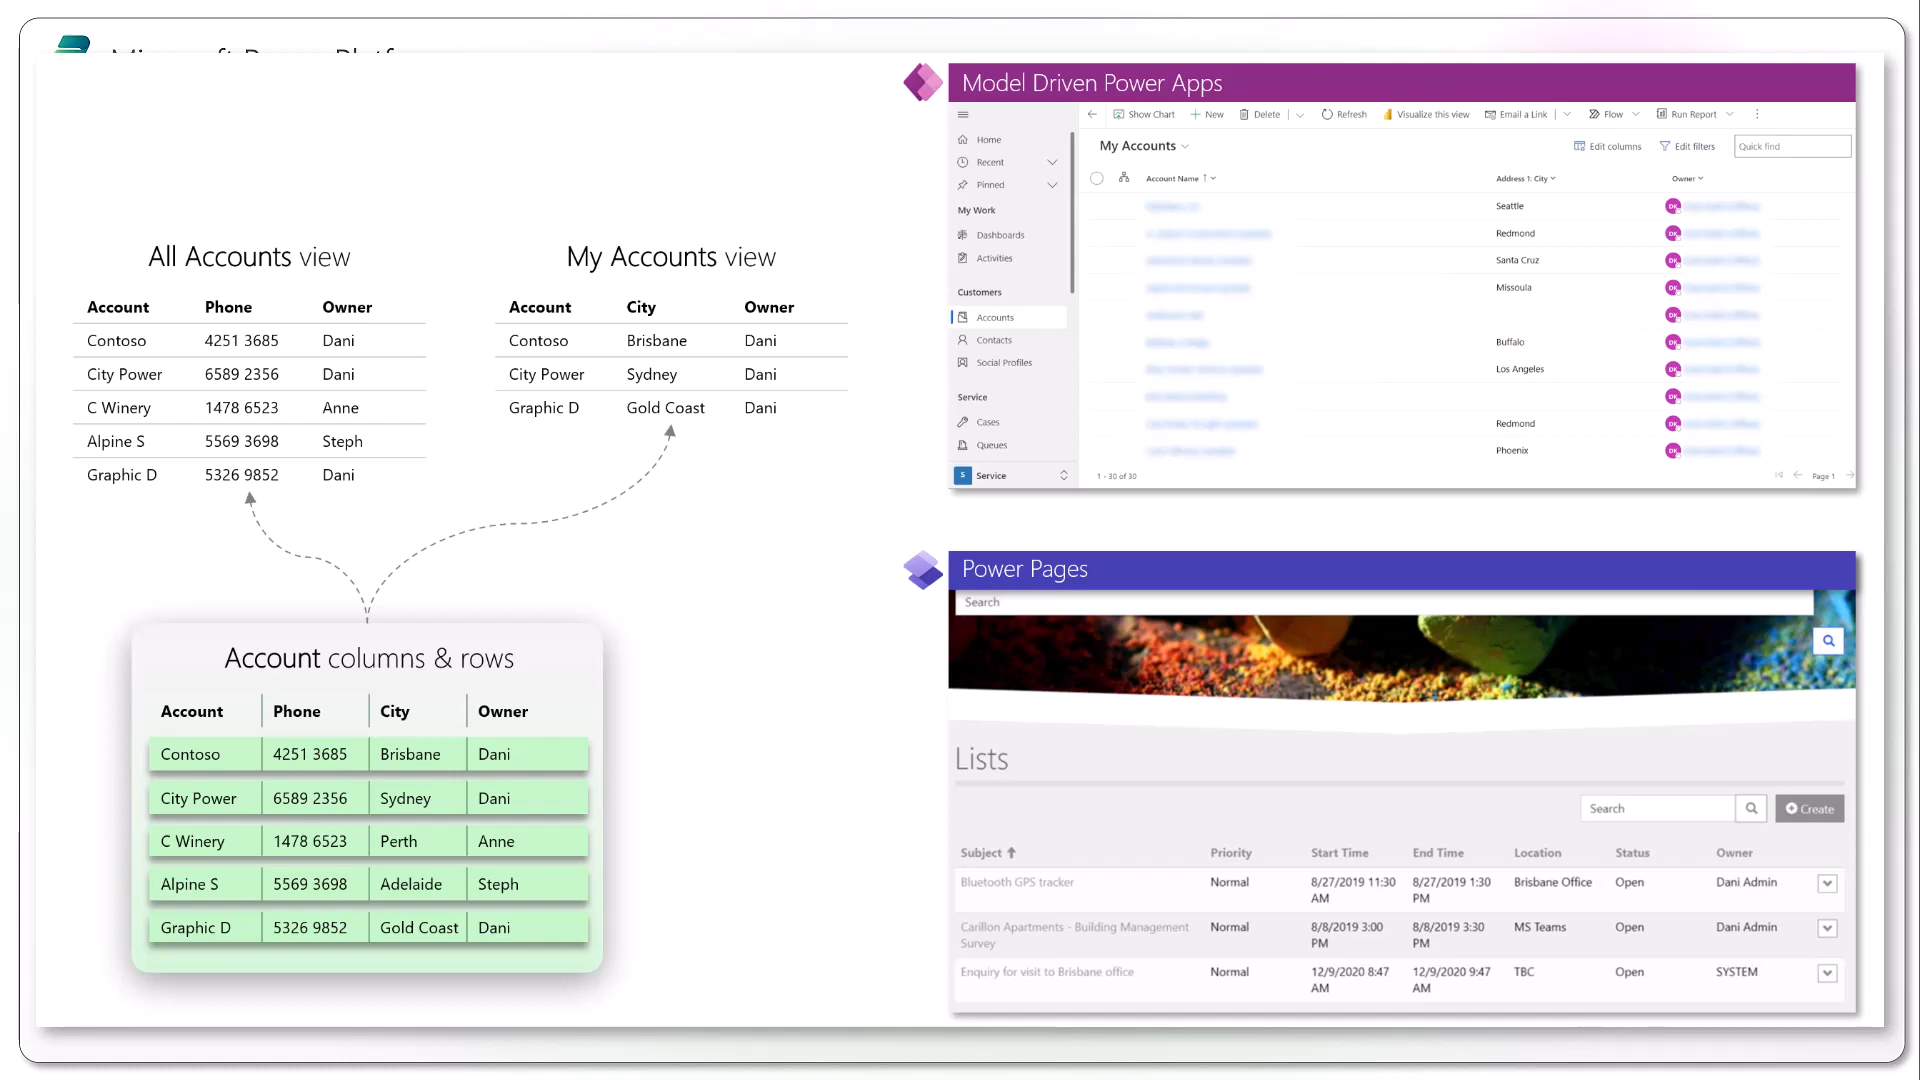 All Accounts view
Account Phone Owner
Contoso 4251 3685 Dani
City Power 6589 2356 Dani
C Winery 1478 6523 Anne
Alpine S 5569 3698 Steph
Graphic D 5326 9852 Dani
My Accounts view
Account City Owner
Contoso Brisbane Dani
City Power Sydney Dani
Graphic D Gold Coast Dani
Account columns & rows
Account Phone City Owner
Contoso 4251 3685 Brisbane Dani
City Power 6589 2356 Sydney Dani
C Winery 1478 6523 Perth Anne
Alpine S 5569 3698 Adelaide Steph
Graphic D 5326 9852 Gold Coast Dani
Model Driven Power Apps
Show Chart New Delete Refresh Visualize this view Email a Link Flow Run Report
Home
Recent
Pinned
My Work
Dashboards
Activities
Customers
Accounts
Contacts
Social Profiles
Service
Cases
Queues
S Service
My Accounts
Edit columns Edit filters Quick find
Account Name Address 1: City Owner
Seattle DK
Redmond DK
Santa Cruz DK
Missoula DK
DK
Buffalo DK
Los Angeles DK
DK
Redmond DK
Phoenix DK
1 - 30 of 30 Page 1
Power Pages
Search
Lists
Search Create
Subject Priority Start Time End Time Location Status Owner
Bluetooth GPS tracker Normal 8/27/2019 11:30 AM 8/27/2019 1:30 PM Brisbane Office Open Dani Admin
Carillon Apartments - Building Management Survey Normal 8/8/2019 3:00 PM 8/8/2019 3:30 PM MS Teams Open Dani Admin
Enquiry for visit to Brisbane office Normal 12/9/2020 8:47 AM 12/9/2020 9:47 AM TBC Open SYSTEM